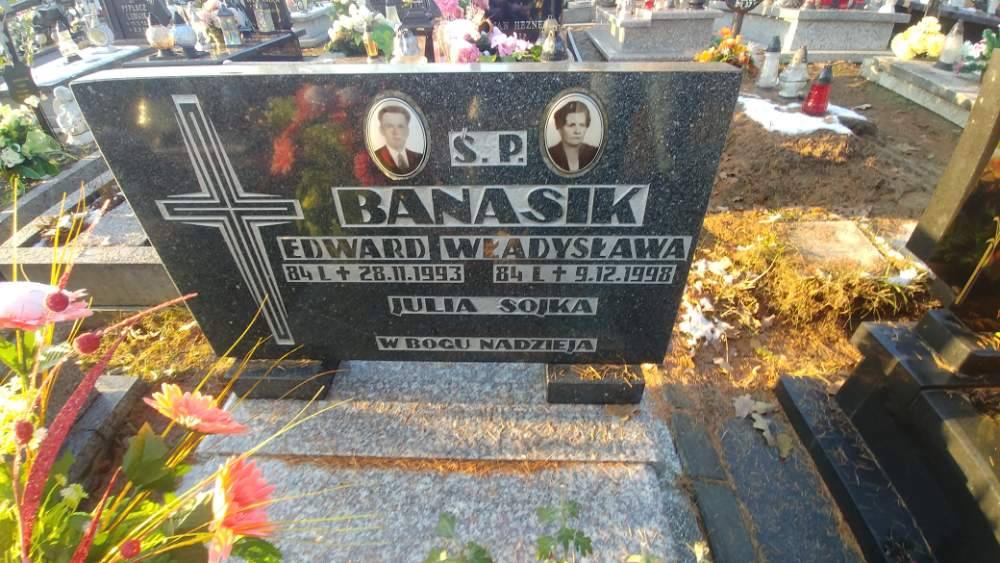 Ś. P.
BANASIK
EDWARD WŁADYSŁAWA
84 L + 28.11.1993 84 L + 9.12.1998
JULIA SOJKA
W BOGU NADZIEJA